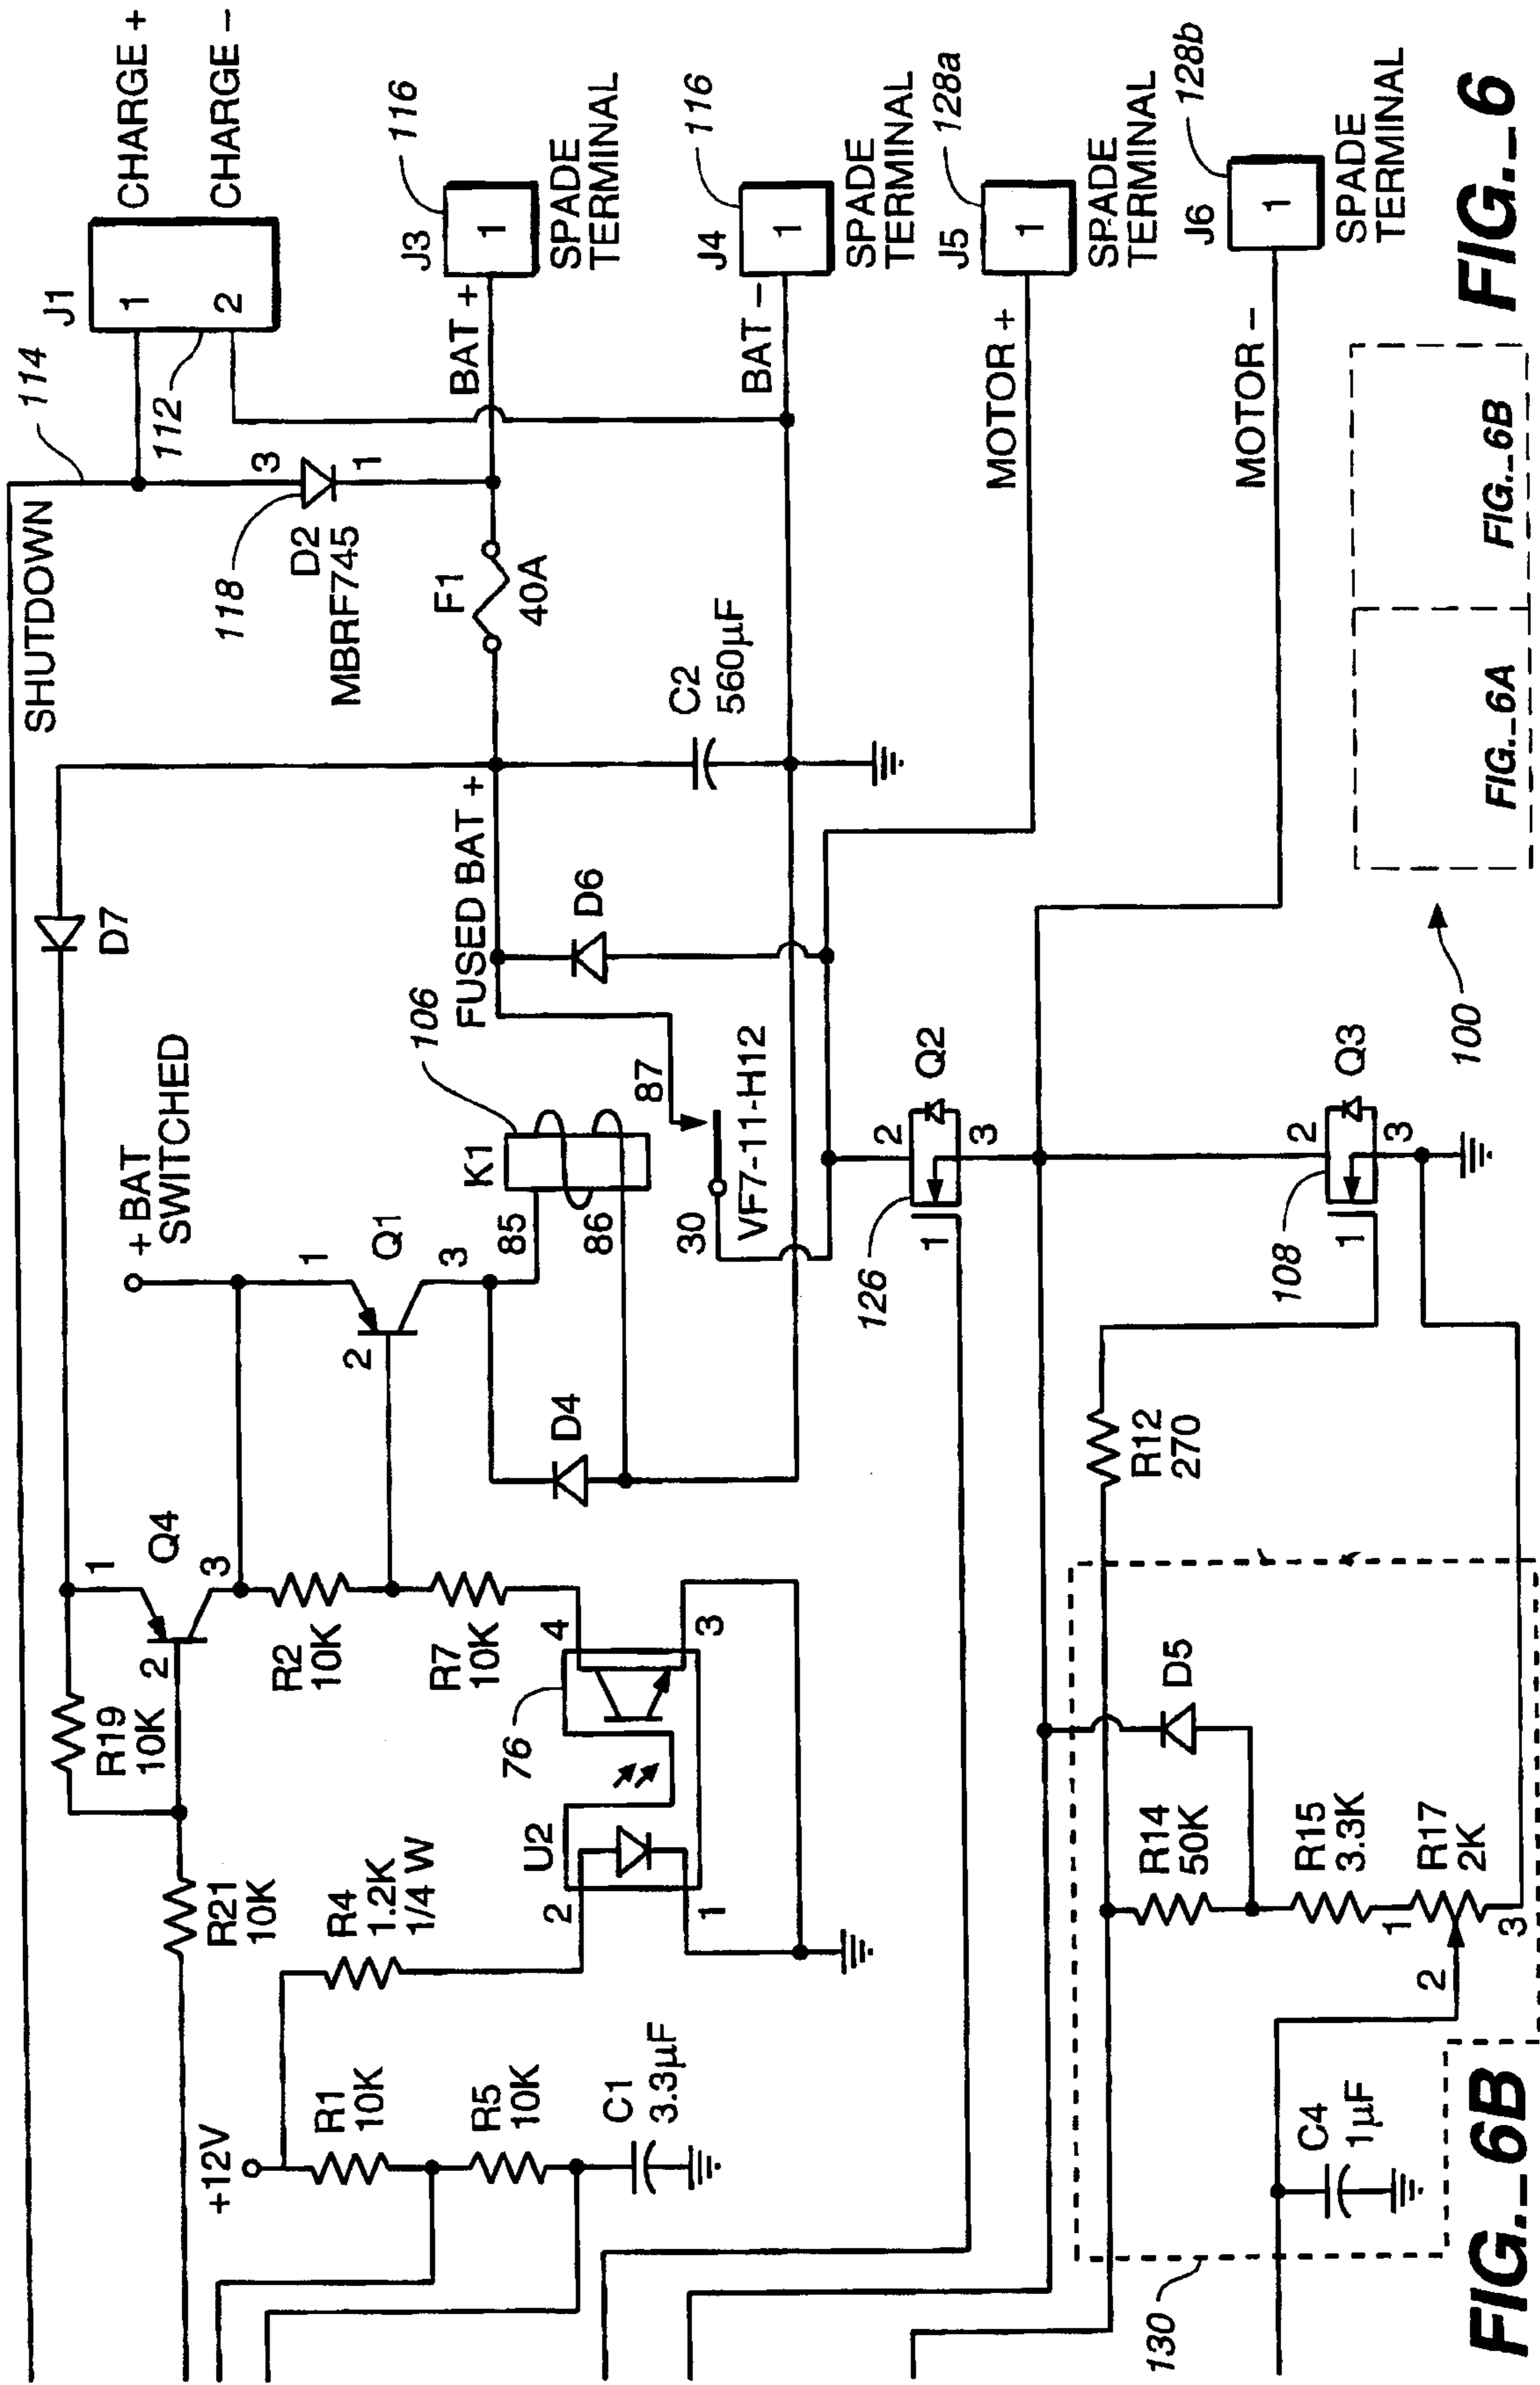 CHARGE +
CHARGE −
J1
1
2
112
114
SHUTDOWN
3
1
118
D2
MBRF745
BAT +
J3
1
116
SPADE
TERMINAL
BAT −
J4
1
116
SPADE
TERMINAL
MOTOR +
J5
1
128a
SPADE
TERMINAL
MOTOR −
J6
1
128b
SPADE
TERMINAL
F1
40A
C2
560µF
D7
FUSED BAT +
D6
+ BAT
SWITCHED
106
K1
85
86
87
30
VF7-11-H12
1
2
3
Q1
D4
1
2
3
Q4
R19
10K
R21
10K
R2
10K
R7
10K
R4
1.2K
1/4 W
76
U2
2
1
4
3
+12V
R1
10K
R5
10K
C1
3.3µF
126
1
2
3
Q2
108
1
2
3
Q3
R12
270
D5
R14
50K
R15
3.3K
R17
2K
1
2
3
C4
1µF
130
100
FIG._6A
FIG._6B
FIG._6
FIG._6B